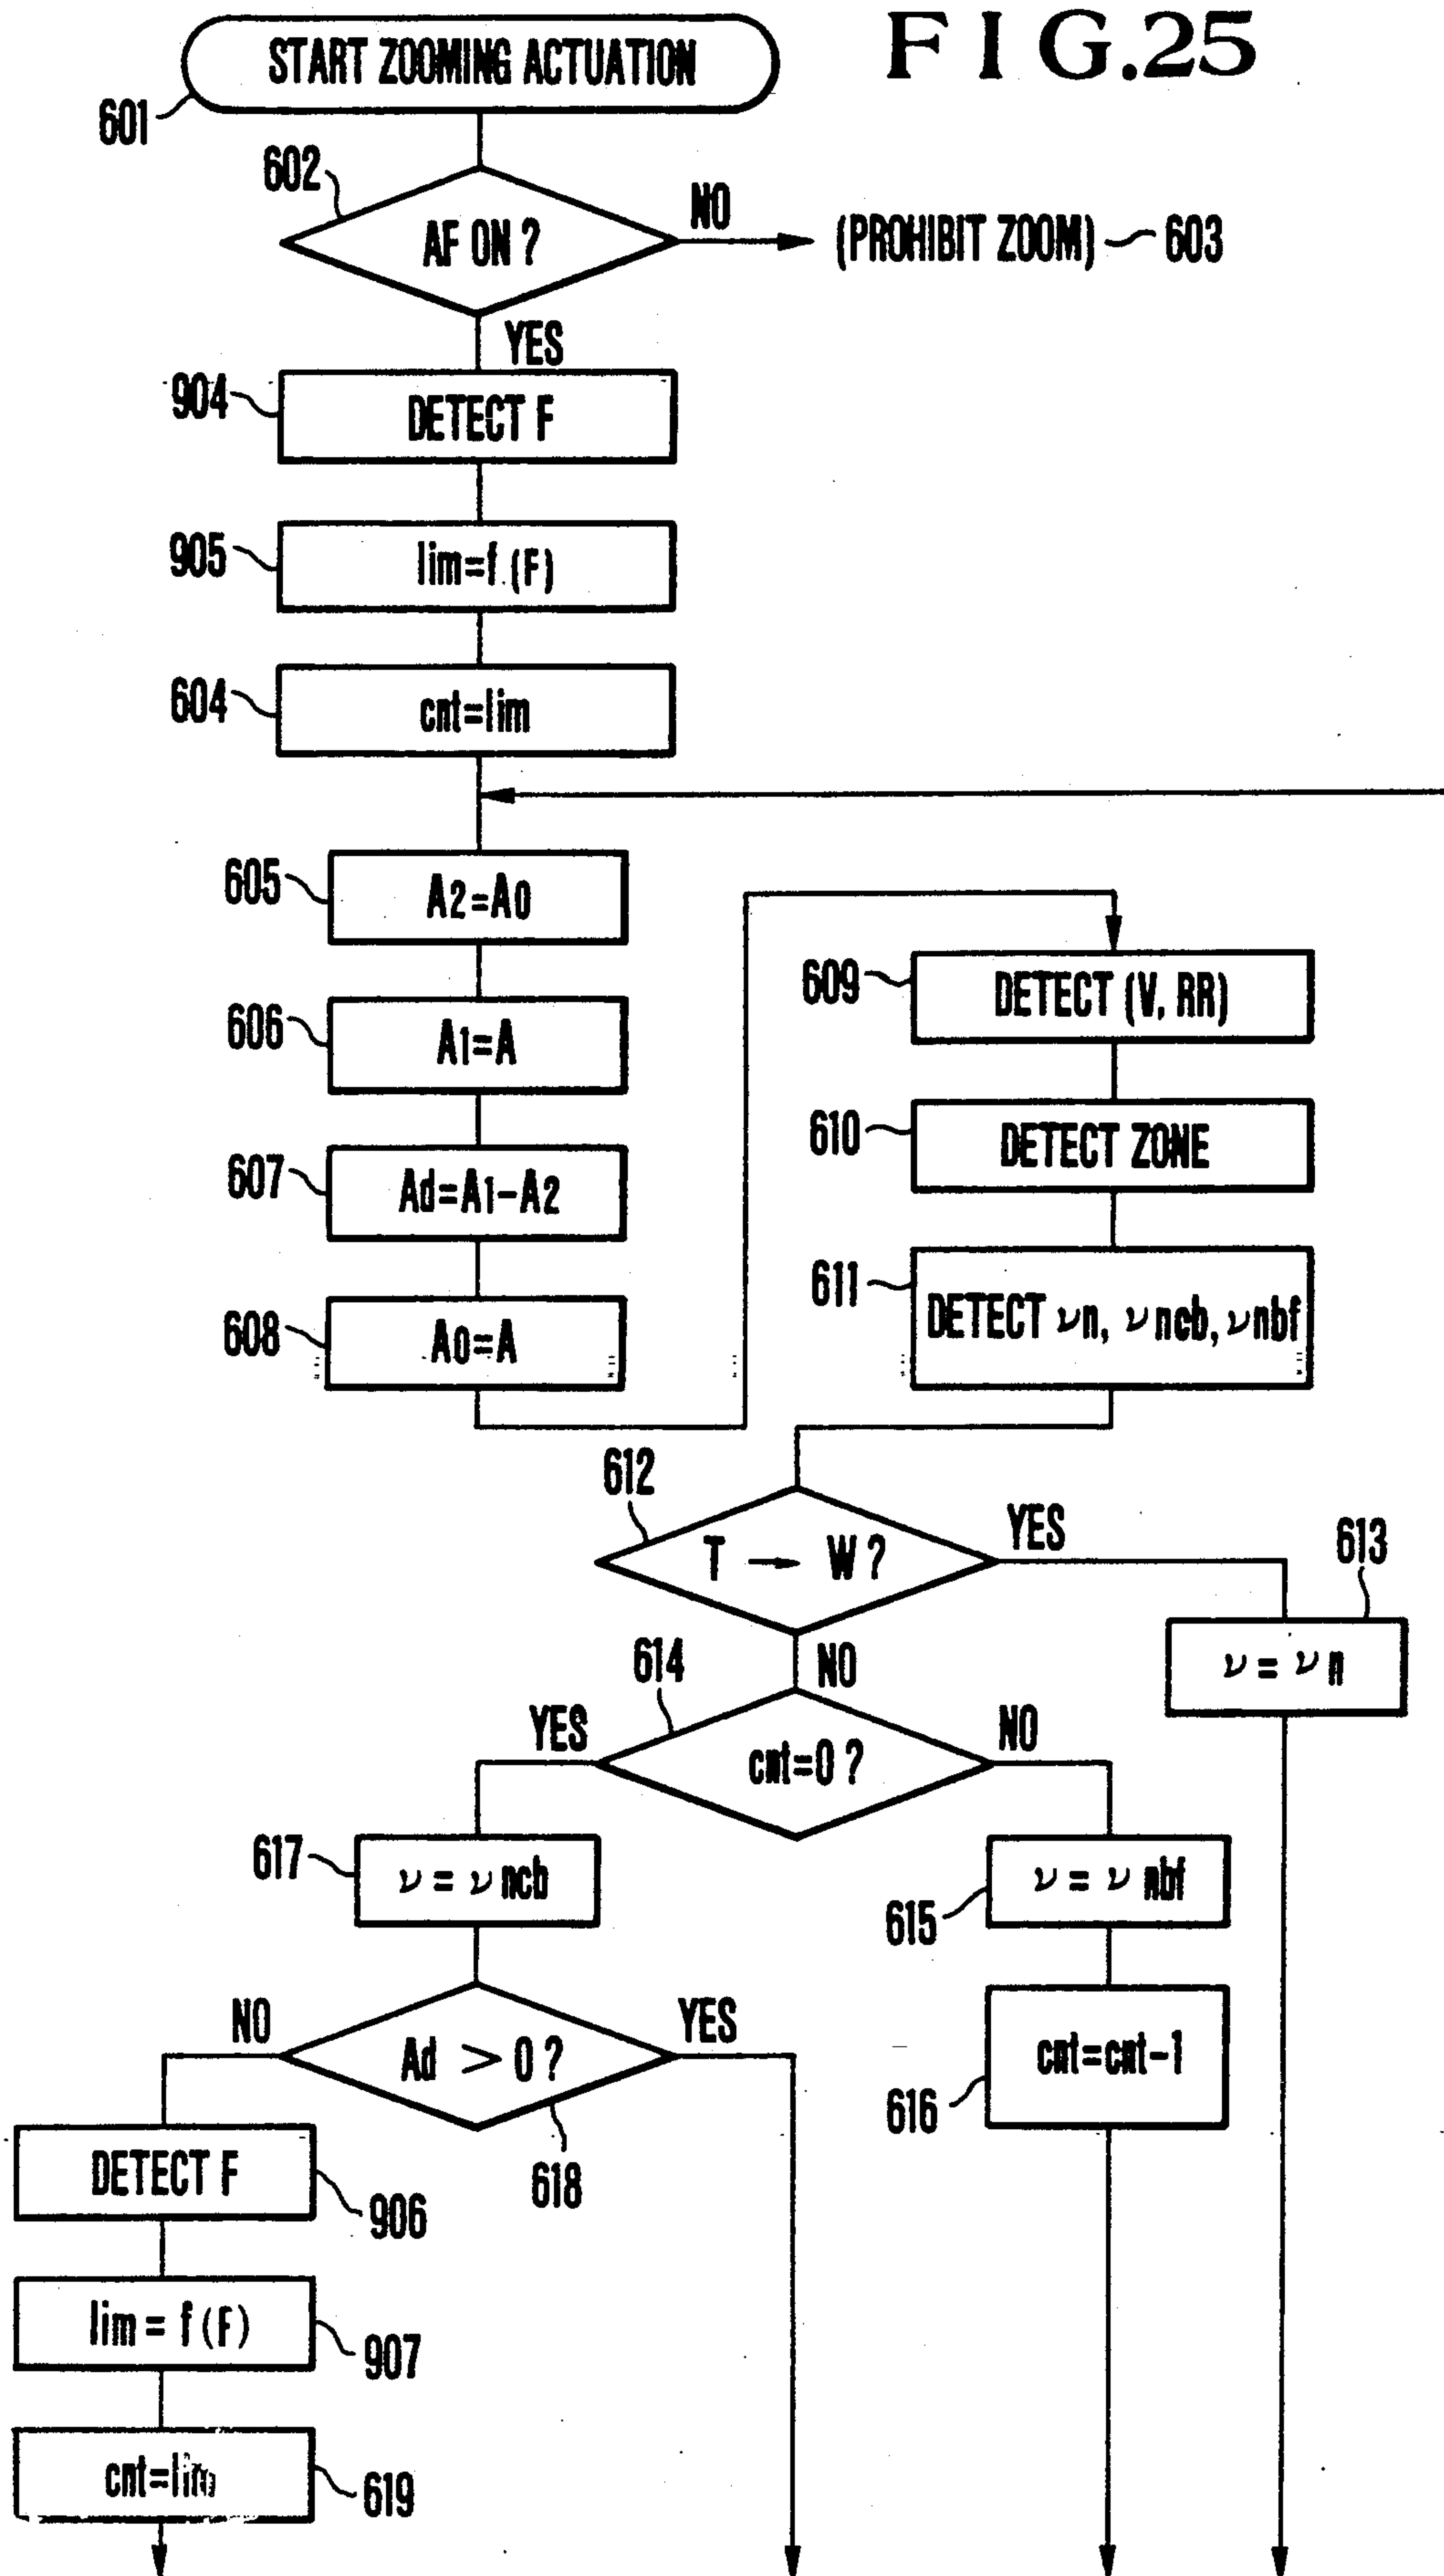 FIG.25
START ZOOMING ACTUATION
601
602
AF ON ?
NO
(PROHIBIT ZOOM)
603
YES
904
DETECT F
905
lim=f (F)
604
cnt=lim
605
A2=A0
606
A1=A
607
Ad=A1-A2
608
A0=A
609
DETECT (V, RR)
610
DETECT ZONE
611
DETECT νn, νncb, νnbf
612
T → W ?
YES
613
ν = νn
NO
614
cnt=0 ?
YES
NO
617
ν = νncb
615
ν = νnbf
616
cnt=cnt-1
618
Ad > 0 ?
NO
YES
DETECT F
906
lim = f (F)
907
cnt=lim
619